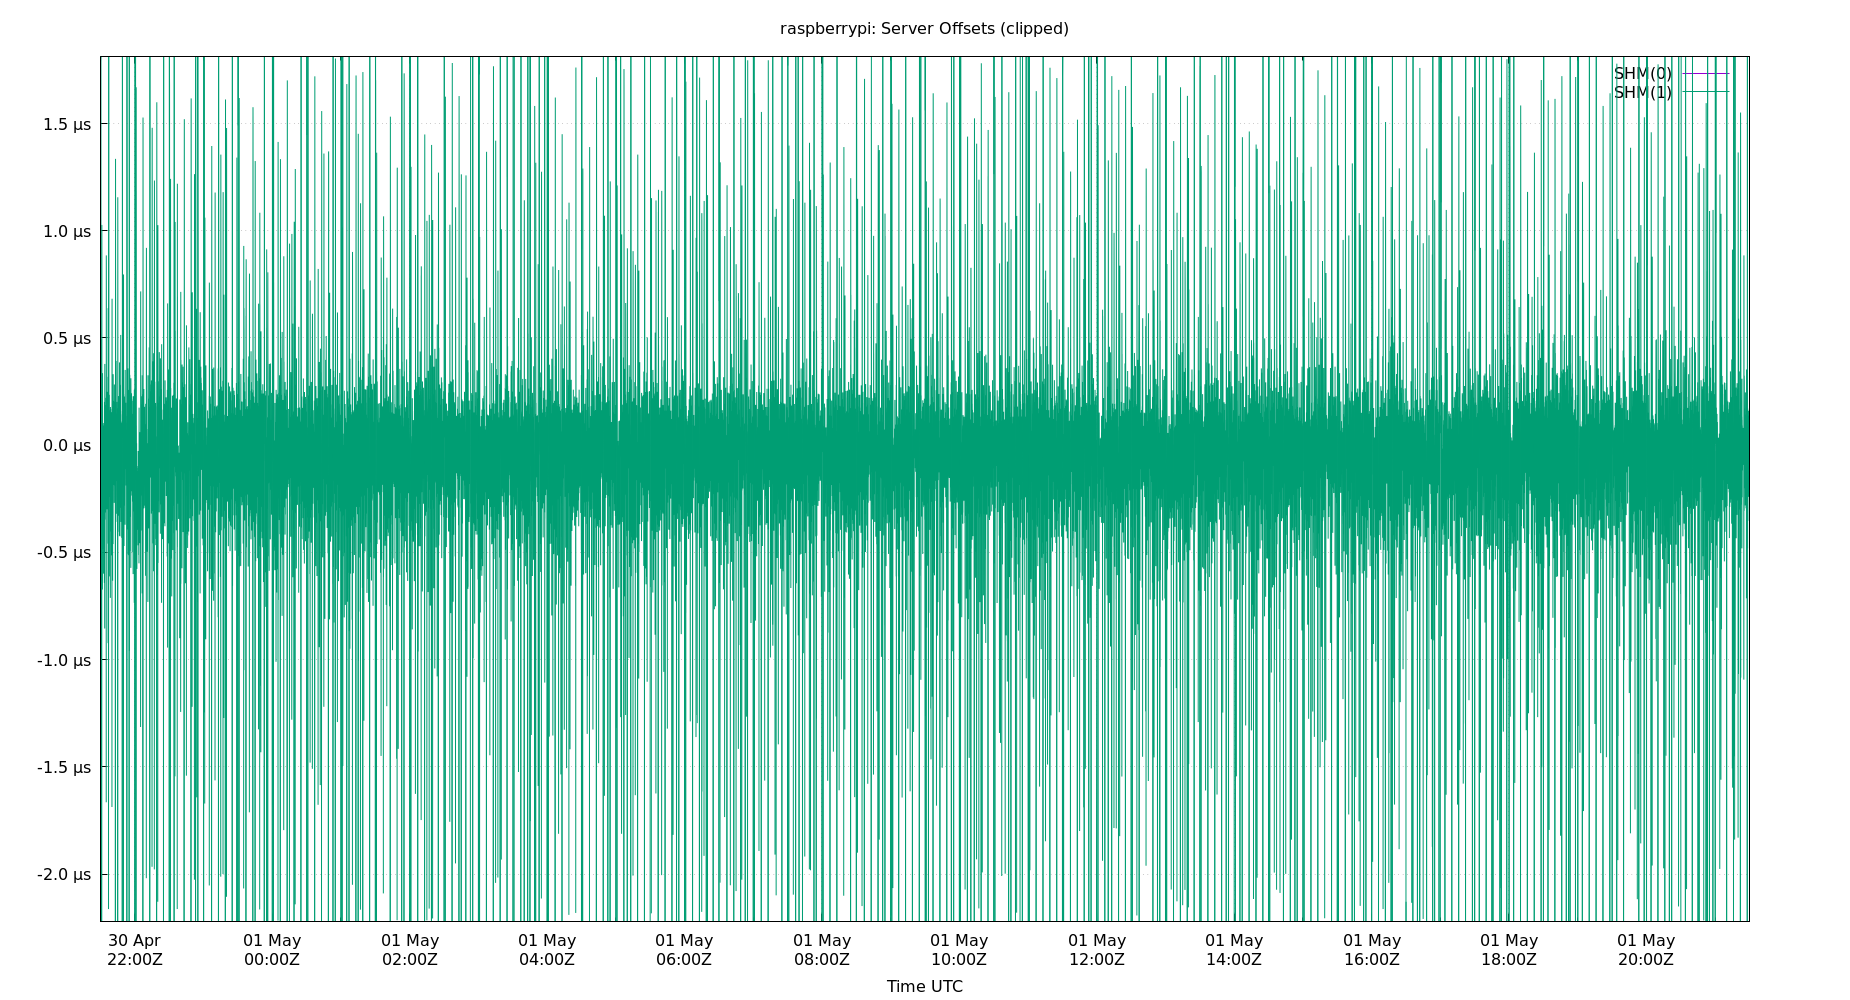 raspberrypi: Server Offsets (clipped)
SHM(0)
SHM(1)
1.5 µs
1.0 µs
0.5 µs
0.0 µs
-0.5 µs
-1.0 µs
-1.5 µs
-2.0 µs
30 Apr 01 May 01 May 01 May 01 May 01 May 01 May 01 May 01 May 01 May 01 May 01 May
22:00Z 00:00Z 02:00Z 04:00Z 06:00Z 08:00Z 10:00Z 12:00Z 14:00Z 16:00Z 18:00Z 20:00Z
Time UTC